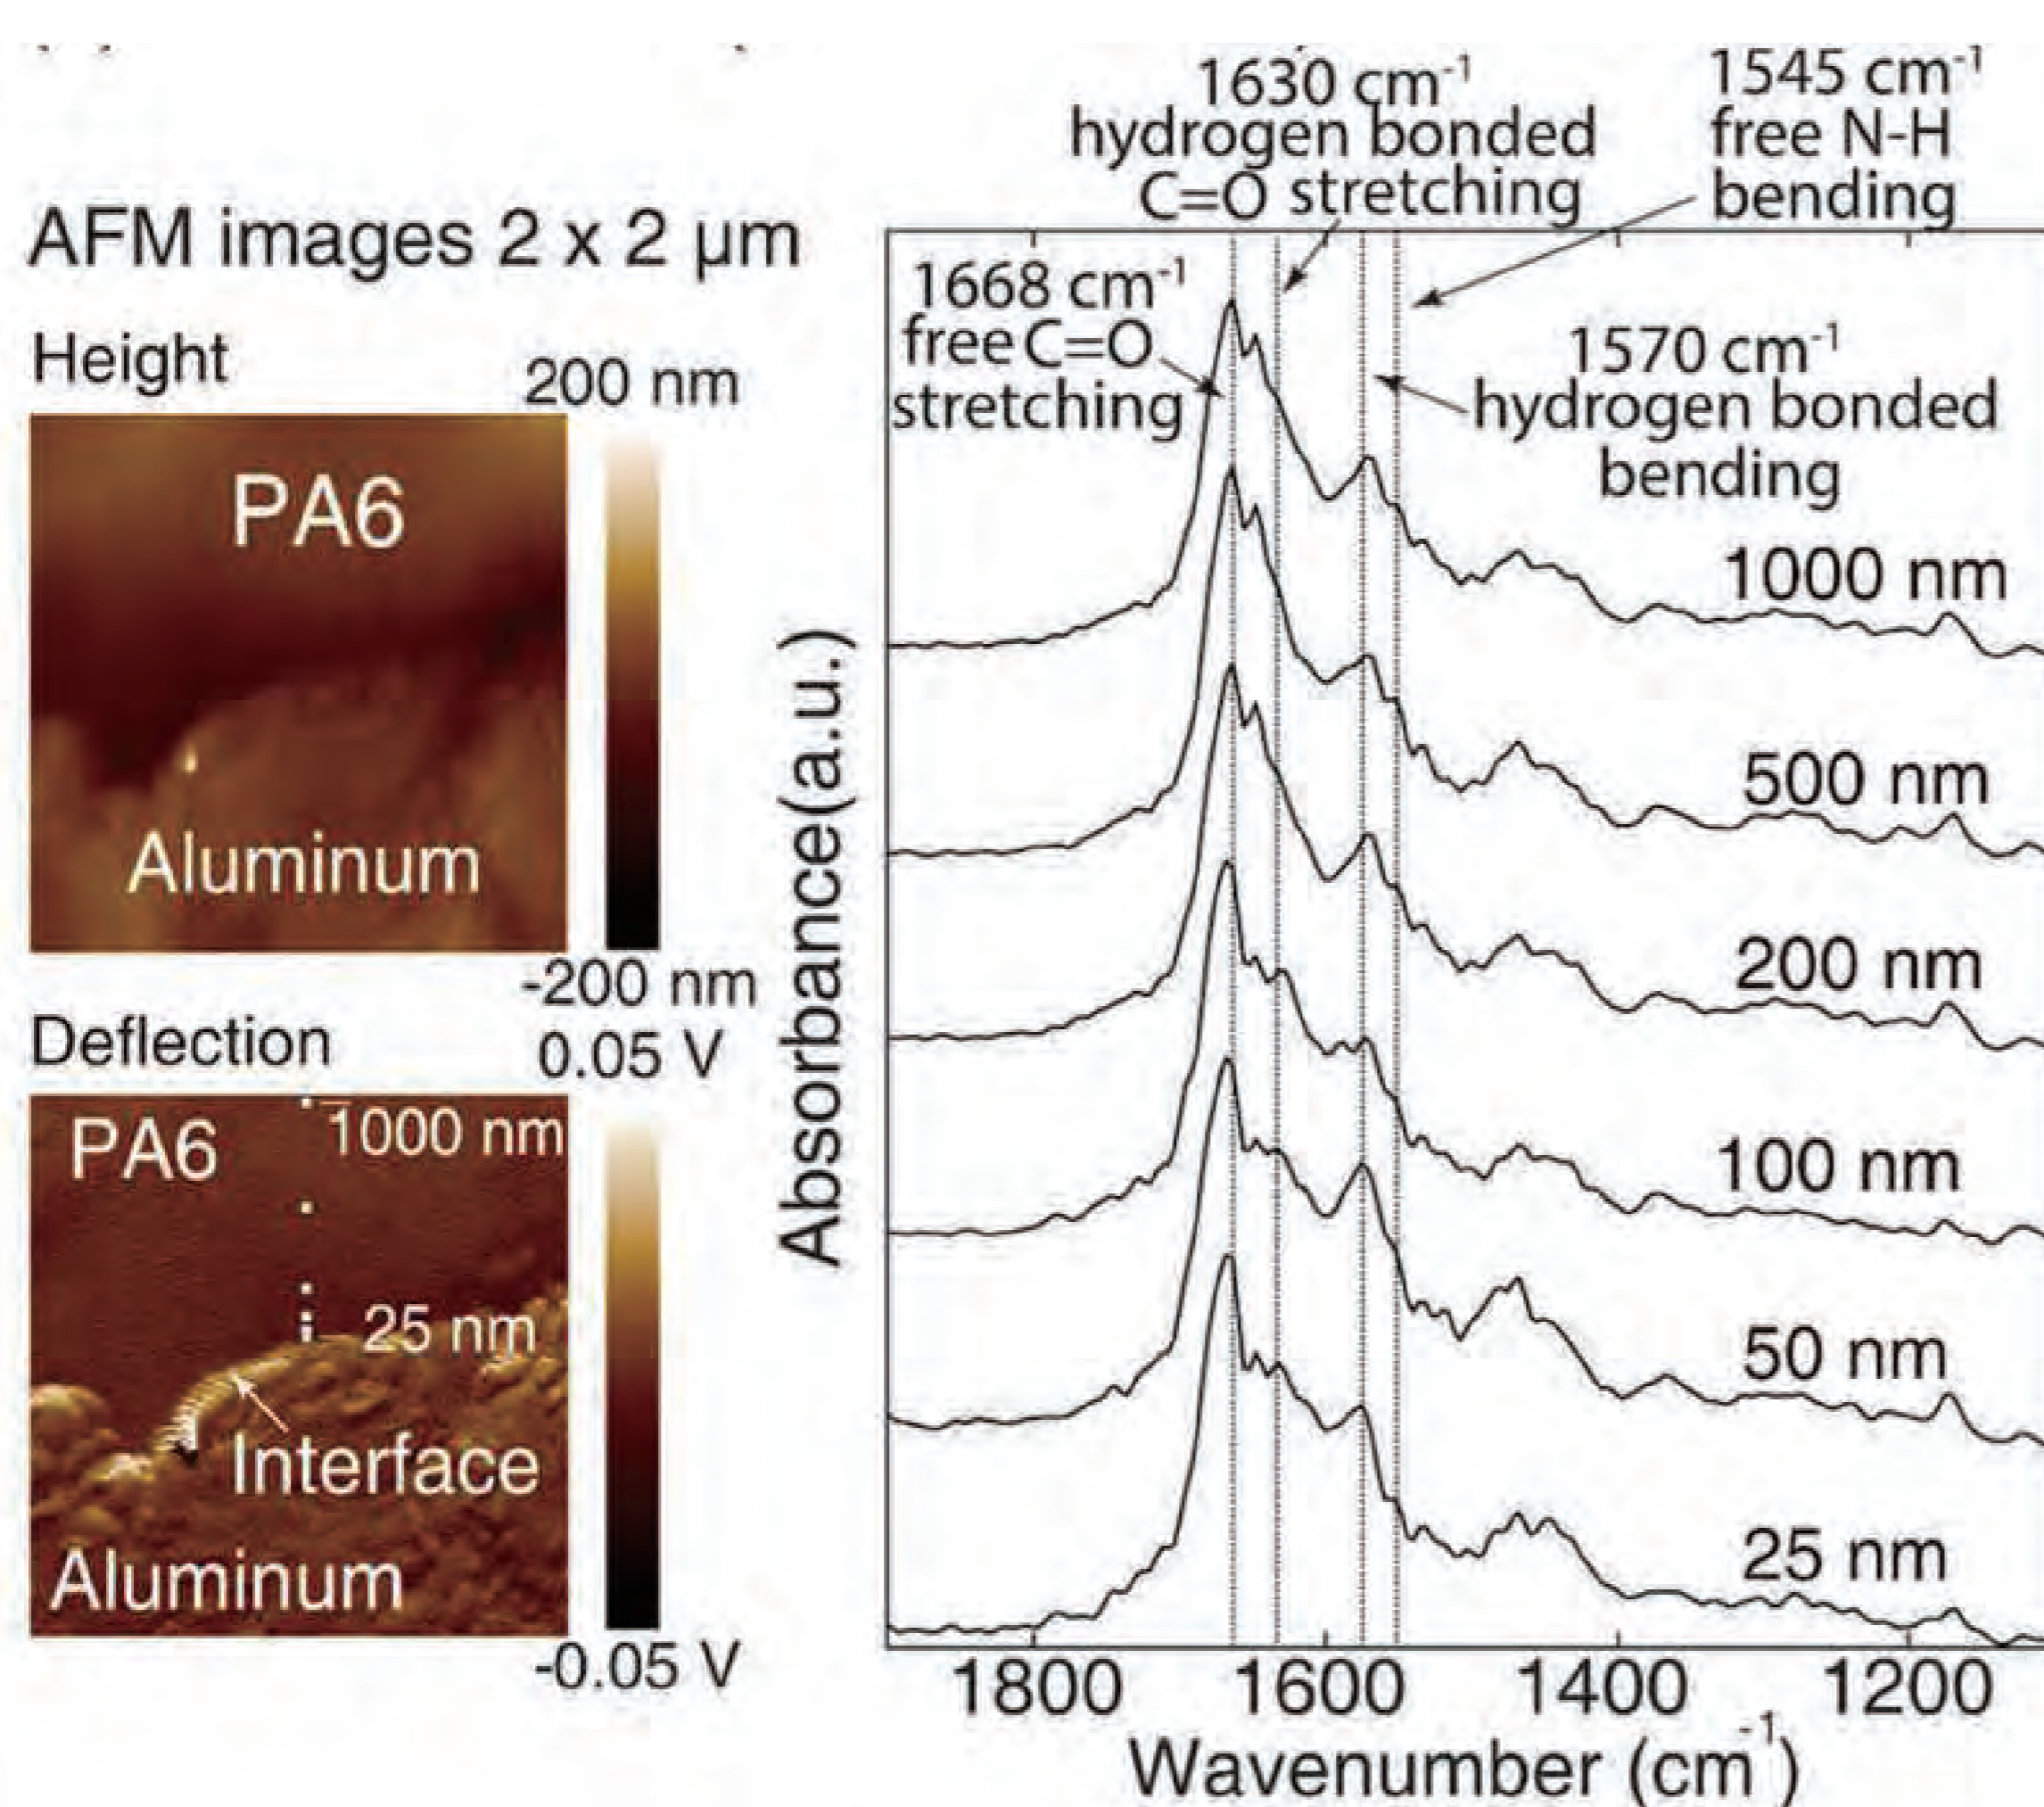 AFM images 2 x 2 µm
Height
200 nm
PA6
Aluminum
-200 nm
Deflection
0.05 V
PA6
1000 nm
25 nm
Interface
Aluminum
-0.05 V
1630 cm-1
hydrogen bonded
C=O stretching
1545 cm-1
free N-H
bending
1668 cm-1
free C=O
stretching
1570 cm-1
hydrogen bonded
bending
1000 nm
500 nm
200 nm
100 nm
50 nm
25 nm
Absorbance(a.u.)
1800 1600 1400 1200
Wavenumber (cm-1)